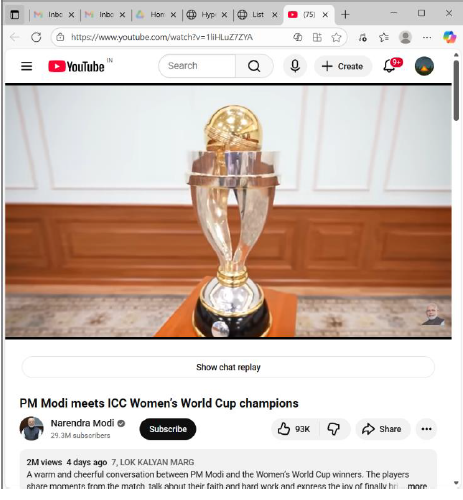 Inbc
Inbc
Hom
Hype
List
(75)
https://www.youtube.com/watch?v=1liHLuZ7ZYA
YouTube IN
Search
Create
9+
Show chat replay
PM Modi meets ICC Women's World Cup champions
Narendra Modi
29.3M subscribers
Subscribe
93K
Share
2M views 4 days ago 7, LOK KALYAN MARG
A warm and cheerful conversation between PM Modi and the Women's World Cup winners. The players
share moments from the match, talk about their faith and hard work and express the joy of finally ...more